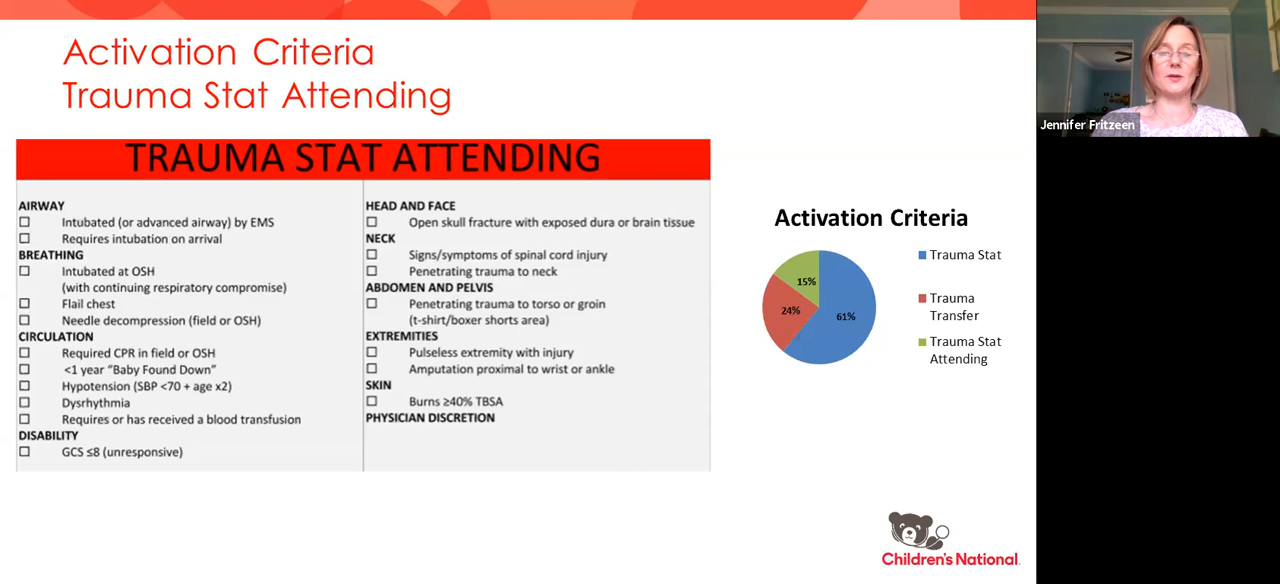 Activation Criteria
Trauma Stat Attending
TRAUMA STAT ATTENDING
AIRWAY
Intubated (or advanced airway) by EMS
Requires intubation on arrival
BREATHING
Intubated at OSH
(with continuing respiratory compromise)
Flail chest
Needle decompression (field or OSH)
CIRCULATION
Required CPR in field or OSH
<1 year "Baby Found Down"
Hypotension (SBP <70 + age x2)
Dysrhythmia
Requires or has received a blood transfusion
DISABILITY
GCS ≤8 (unresponsive)
HEAD AND FACE
Open skull fracture with exposed dura or brain tissue
NECK
Signs/symptoms of spinal cord injury
Penetrating trauma to neck
ABDOMEN AND PELVIS
Penetrating trauma to torso or groin
(t-shirt/boxer shorts area)
EXTREMITIES
Pulseless extremity with injury
Amputation proximal to wrist or ankle
SKIN
Burns ≥40% TBSA
PHYSICIAN DISCRETION
Activation Criteria
15%
24%
61%
Trauma Stat
Trauma
Transfer
Trauma Stat
Attending
Children's National
Jennifer Fritzeen